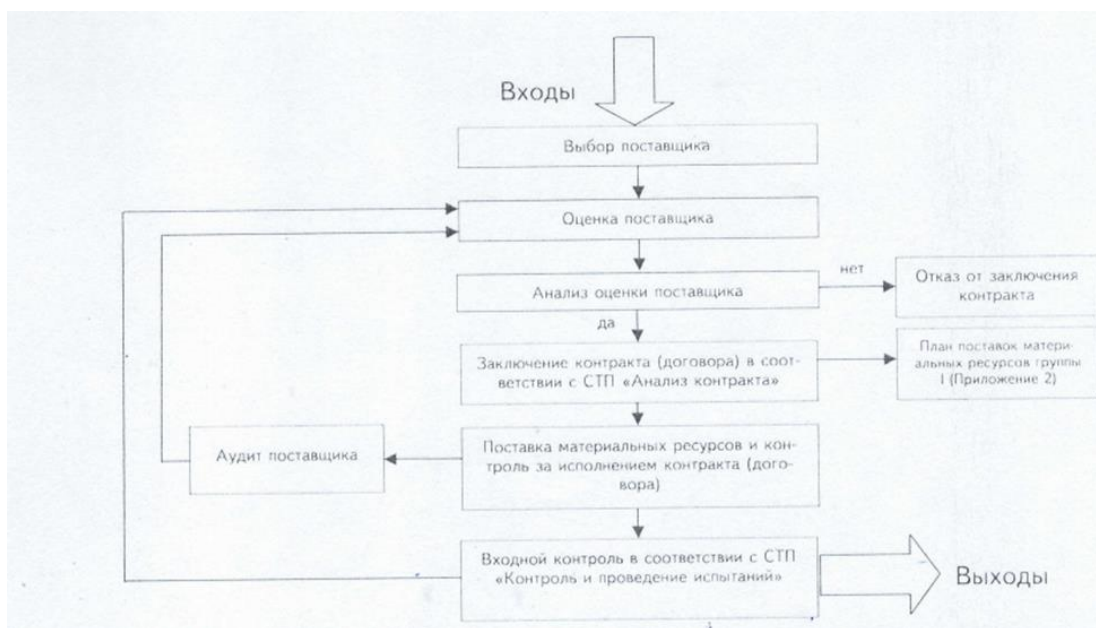 Входы
Выбор поставщика
Оценка поставщика
Анализ оценки поставщика
нет
Отказ от заключения
контракта
да
Заключение контракта (договора) в соот-
ветствии с СТП «Анализ контракта»
План поставок матери-
альных ресурсов группы
I (Приложение 2)
Аудит поставщика
Поставка материальных ресурсов и кон-
троль за исполнением контракта (дого-
вора)
Входной контроль в соответствии с СТП
«Контроль и проведение испытаний»
Выходы